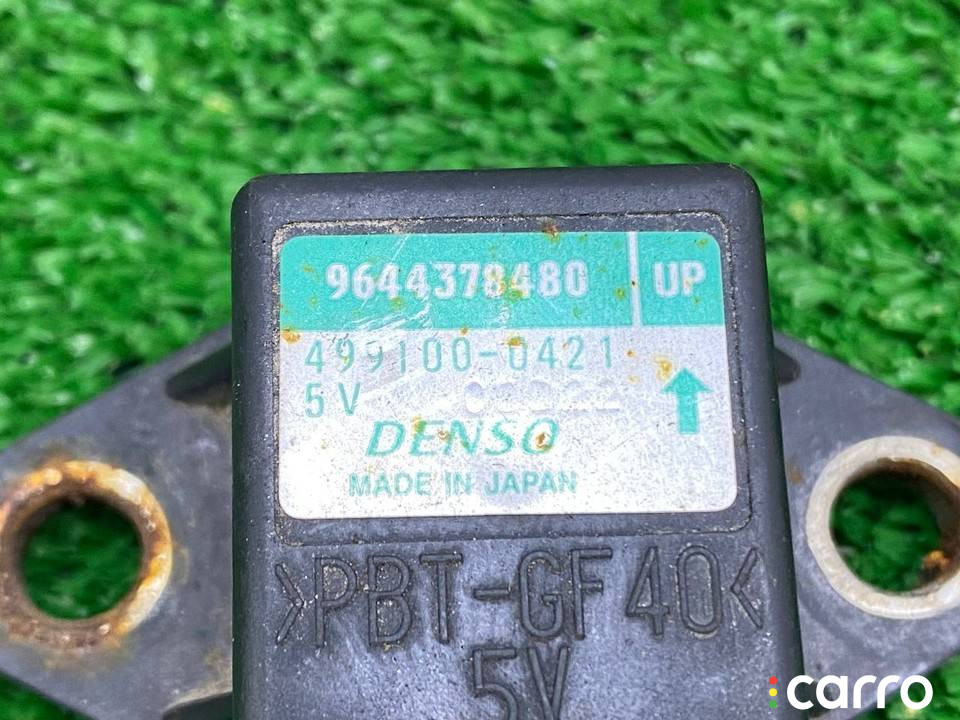 9644378480 UP
499100-0421
5V
DENSO
MADE IN JAPAN
>PBT-GF40<
5V
carro